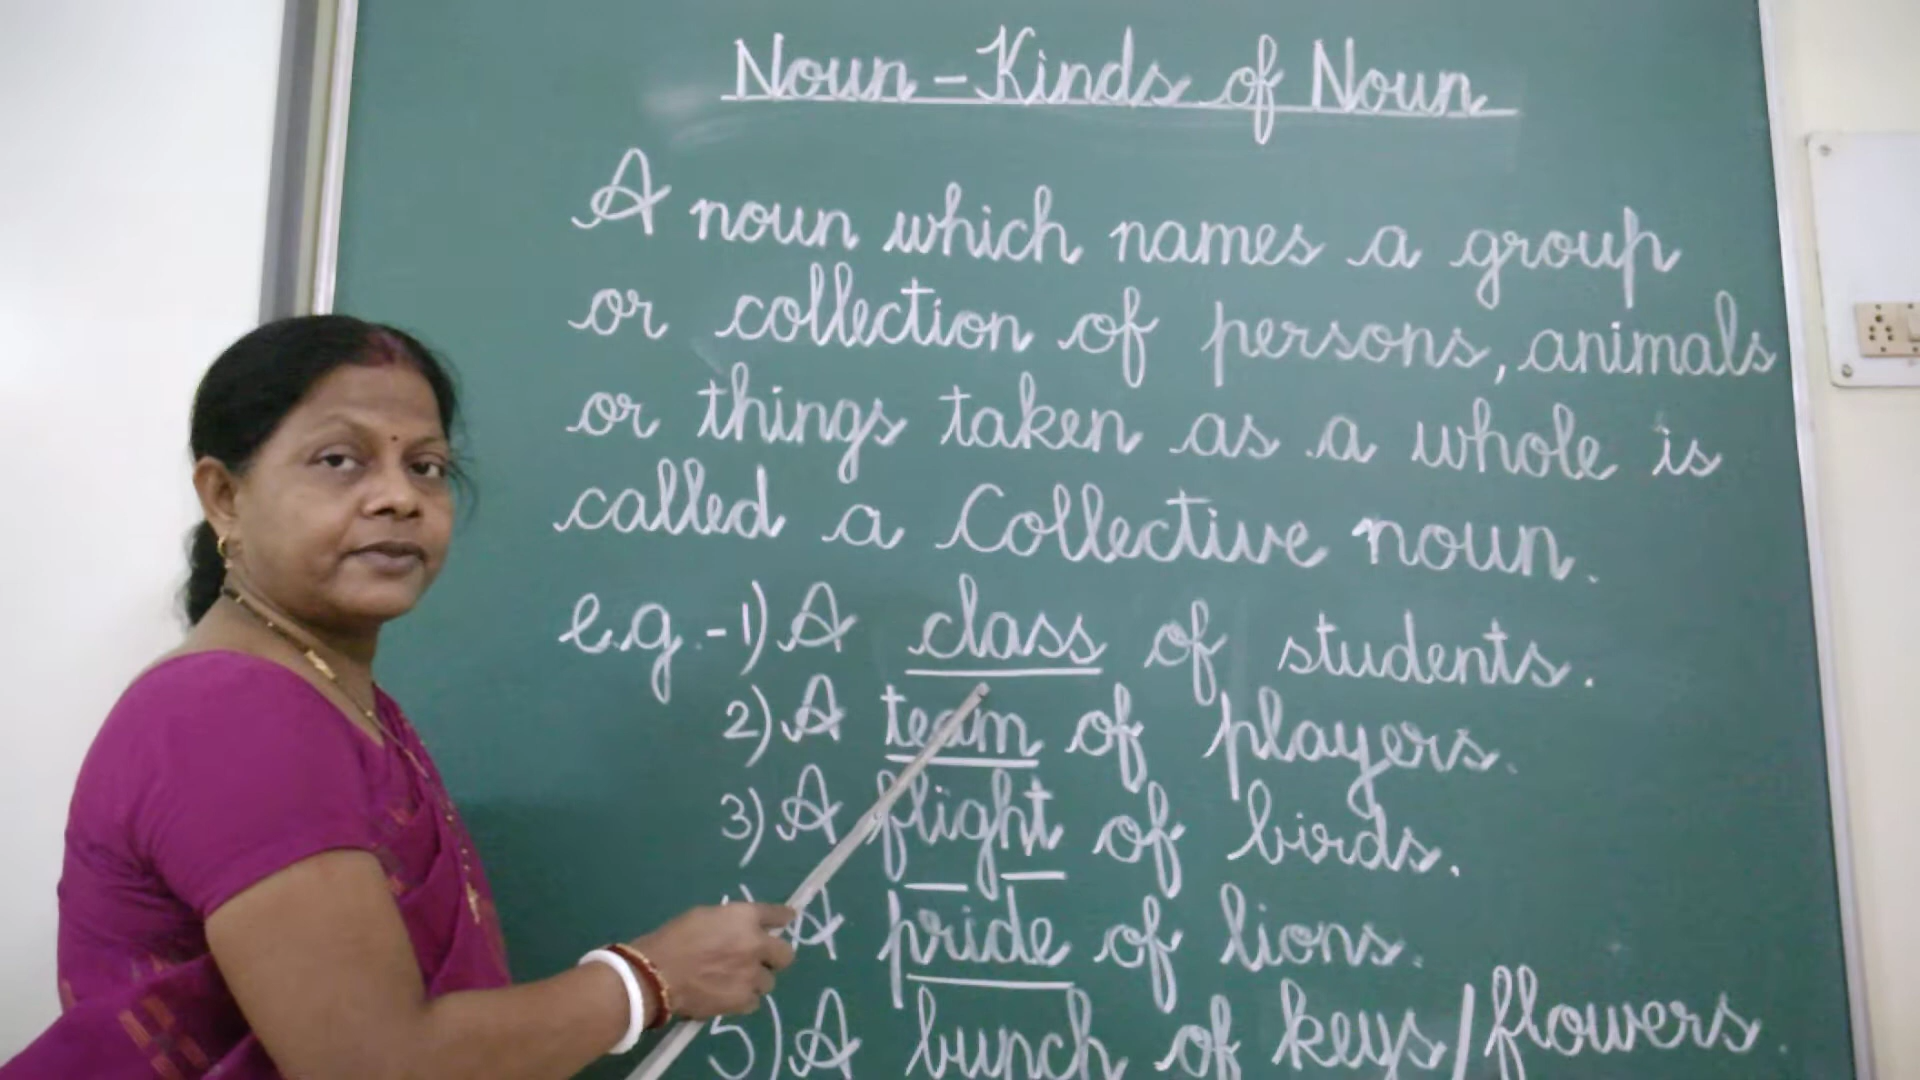 Noun - Kinds of Noun
A noun which names a group
or collection of persons, animals
or things taken as a whole is
called a Collective noun.
e.g. - 1) A class of students.
2) A team of players.
3) A flight of birds.
4) A pride of lions.
5) A bunch of keys/flowers.